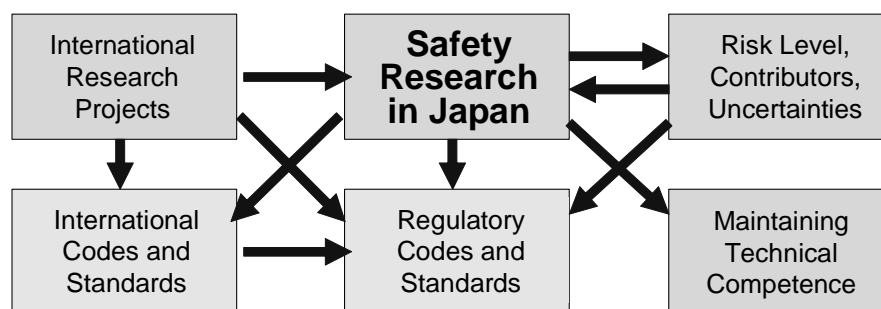 International
Research
Projects
Safety
Research
in Japan
Risk Level,
Contributors,
Uncertainties
International
Codes and
Standards
Regulatory
Codes and
Standards
Maintaining
Technical
Competence